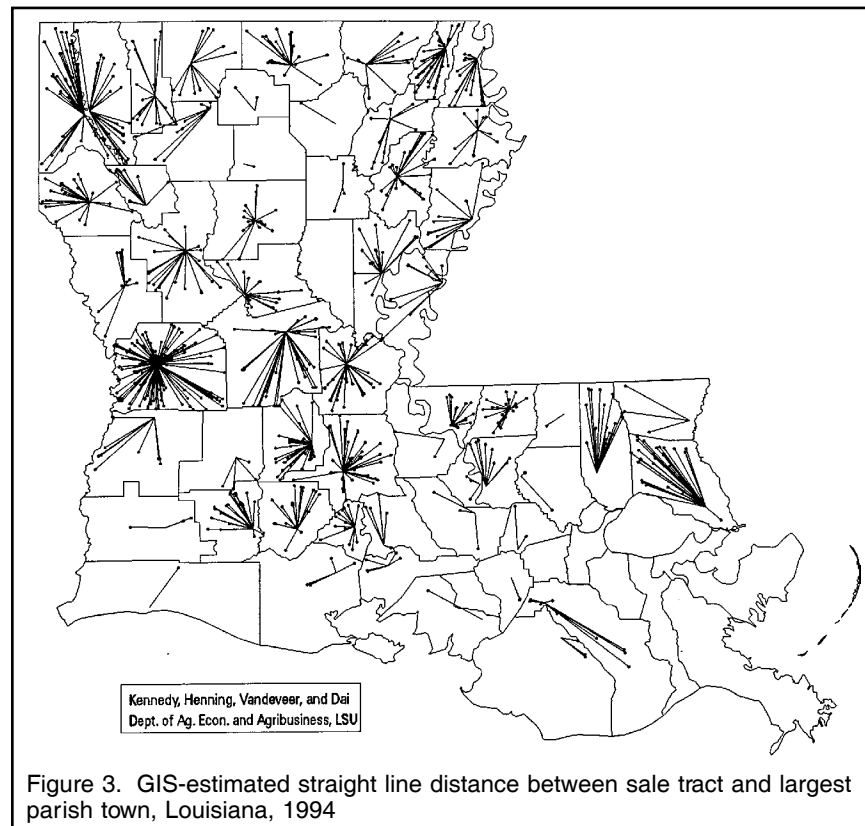 Kennedy, Henning, Vandeveer, and Dai
Dept. of Ag. Econ. and Agribusiness, LSU
Figure 3. GIS-estimated straight line distance between sale tract and largest
parish town, Louisiana, 1994